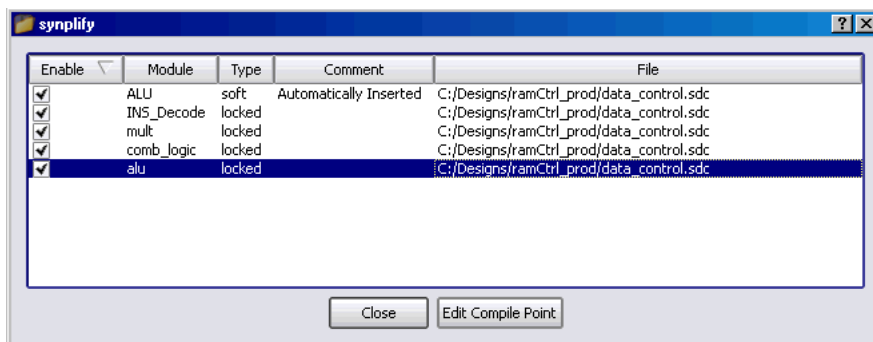 synplify
Enable Module Type Comment File
ALU soft Automatically Inserted C:/Designs/ramCtrl_prod/data_control.sdc
INS_Decode locked C:/Designs/ramCtrl_prod/data_control.sdc
mult locked C:/Designs/ramCtrl_prod/data_control.sdc
comb_logic locked C:/Designs/ramCtrl_prod/data_control.sdc
alu locked C:/Designs/ramCtrl_prod/data_control.sdc
Close Edit Compile Point